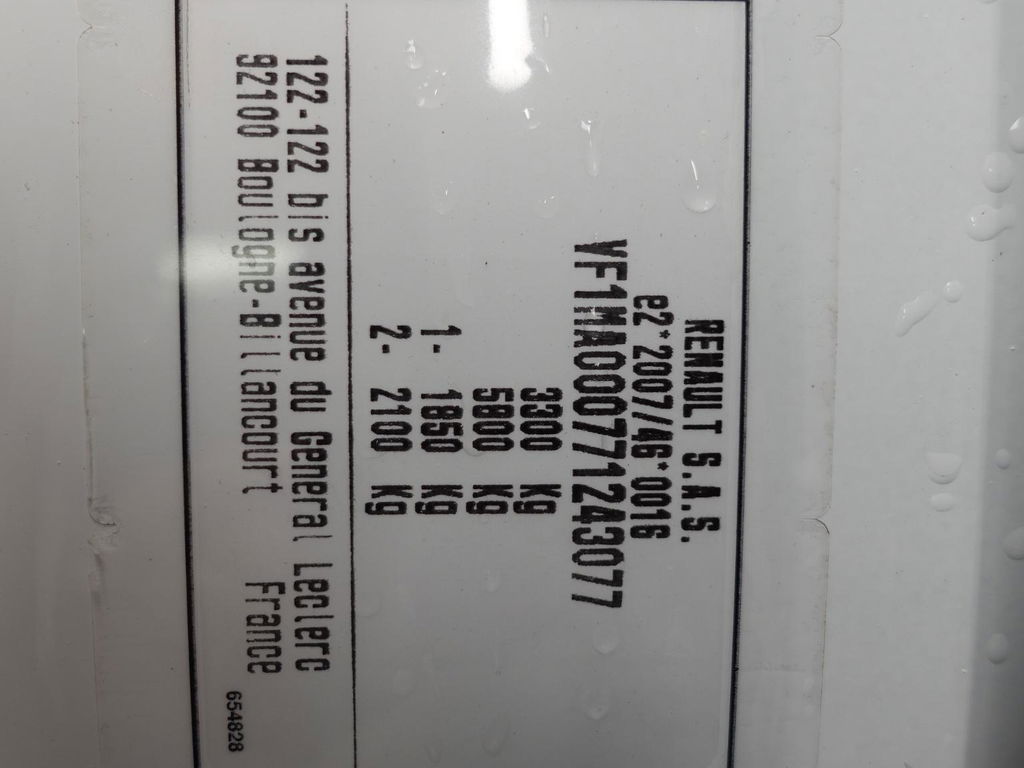 RENAULT S.A.S.
e2*2007/46*0016
VF1MA000771243077
3300 Kg
5800 Kg
1- 1850 Kg
2- 2100 Kg
122-122 bis avenue du General Leclerc
92100 Boulogne-Billancourt France
654828